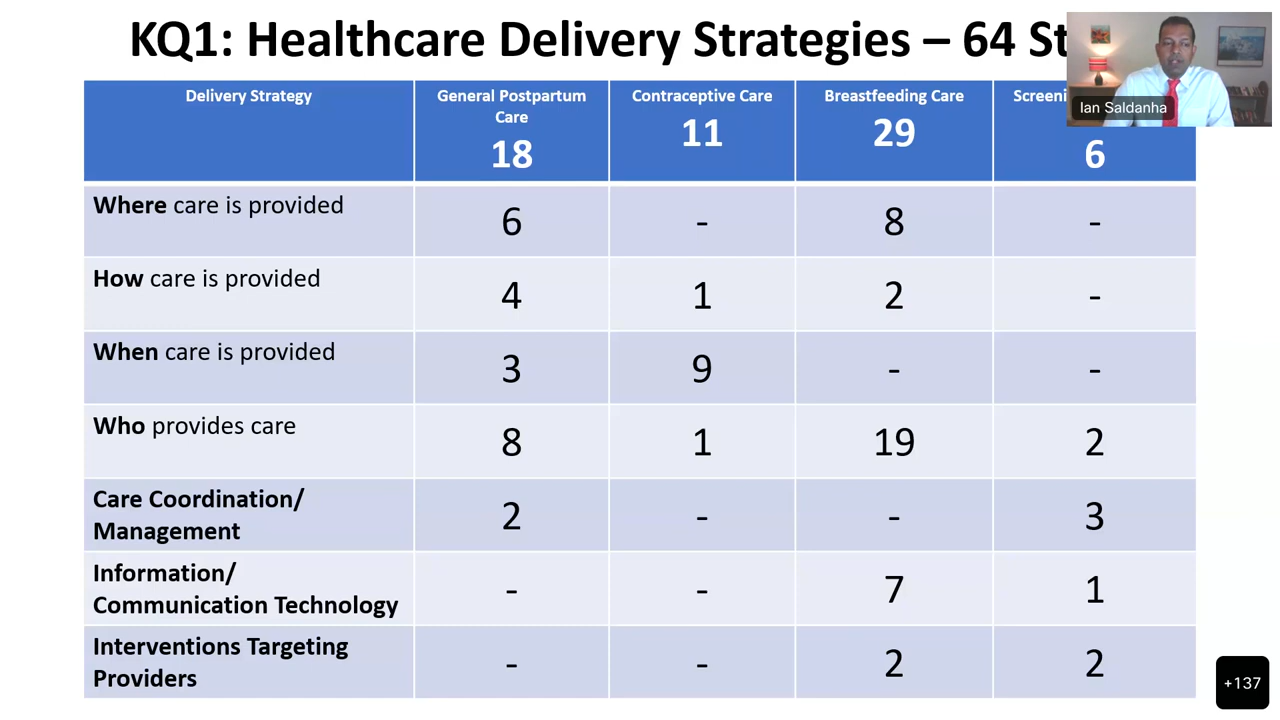 KQ1: Healthcare Delivery Strategies – 64
Ian Saldanha
Delivery Strategy
General Postpartum
Care
18
Contraceptive Care
11
Breastfeeding Care
29
6
Where care is provided
6
-
8
-
How care is provided
4
1
2
-
When care is provided
3
9
-
-
Who provides care
8
1
19
2
Care Coordination/
Management
2
-
-
3
Information/
Communication Technology
-
-
7
1
Interventions Targeting
Providers
-
-
2
2
+137